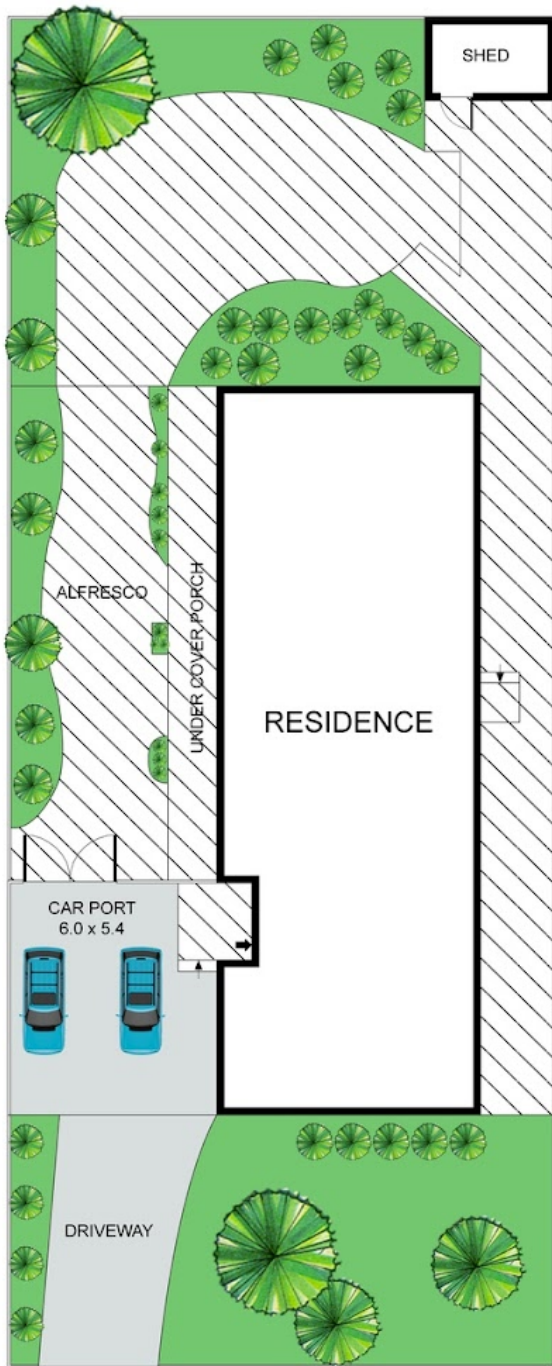 SHED
ALFRESCO
UNDER COVER PORCH
RESIDENCE
CAR PORT
6.0 x 5.4
DRIVEWAY